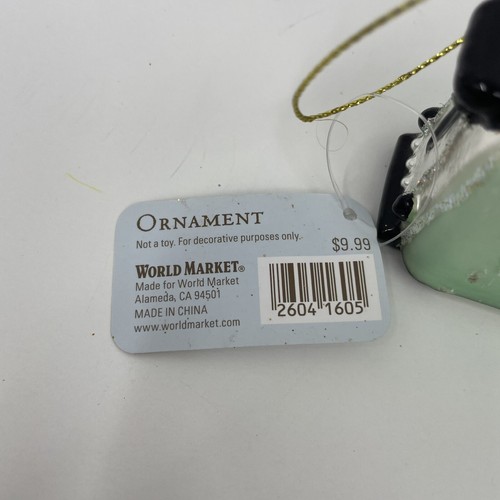 ORNAMENT
Not a toy. For decorative purposes only.
$9.99
WORLD MARKET®
Made for World Market
Alameda, CA 94501
MADE IN CHINA
www.worldmarket.com
2604 1605